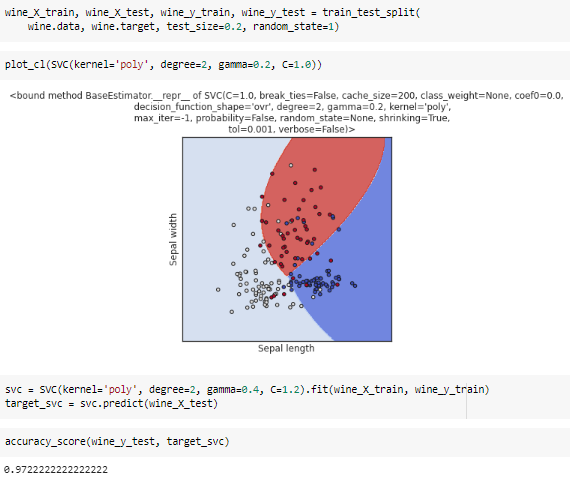 wine_X_train, wine_X_test, wine_y_train, wine_y_test = train_test_split(
    wine.data, wine.target, test_size=0.2, random_state=1)
plot_cl(SVC(kernel='poly', degree=2, gamma=0.2, C=1.0))
<bound method BaseEstimator.__repr__ of SVC(C=1.0, break_ties=False, cache_size=200, class_weight=None, coef0=0.0,
decision_function_shape='ovr', degree=2, gamma=0.2, kernel='poly',
max_iter=-1, probability=False, random_state=None, shrinking=True,
tol=0.001, verbose=False)>
Sepal width
Sepal length
svc = SVC(kernel='poly', degree=2, gamma=0.4, C=1.2).fit(wine_X_train, wine_y_train)
target_svc = svc.predict(wine_X_test)
accuracy_score(wine_y_test, target_svc)
0.9722222222222222